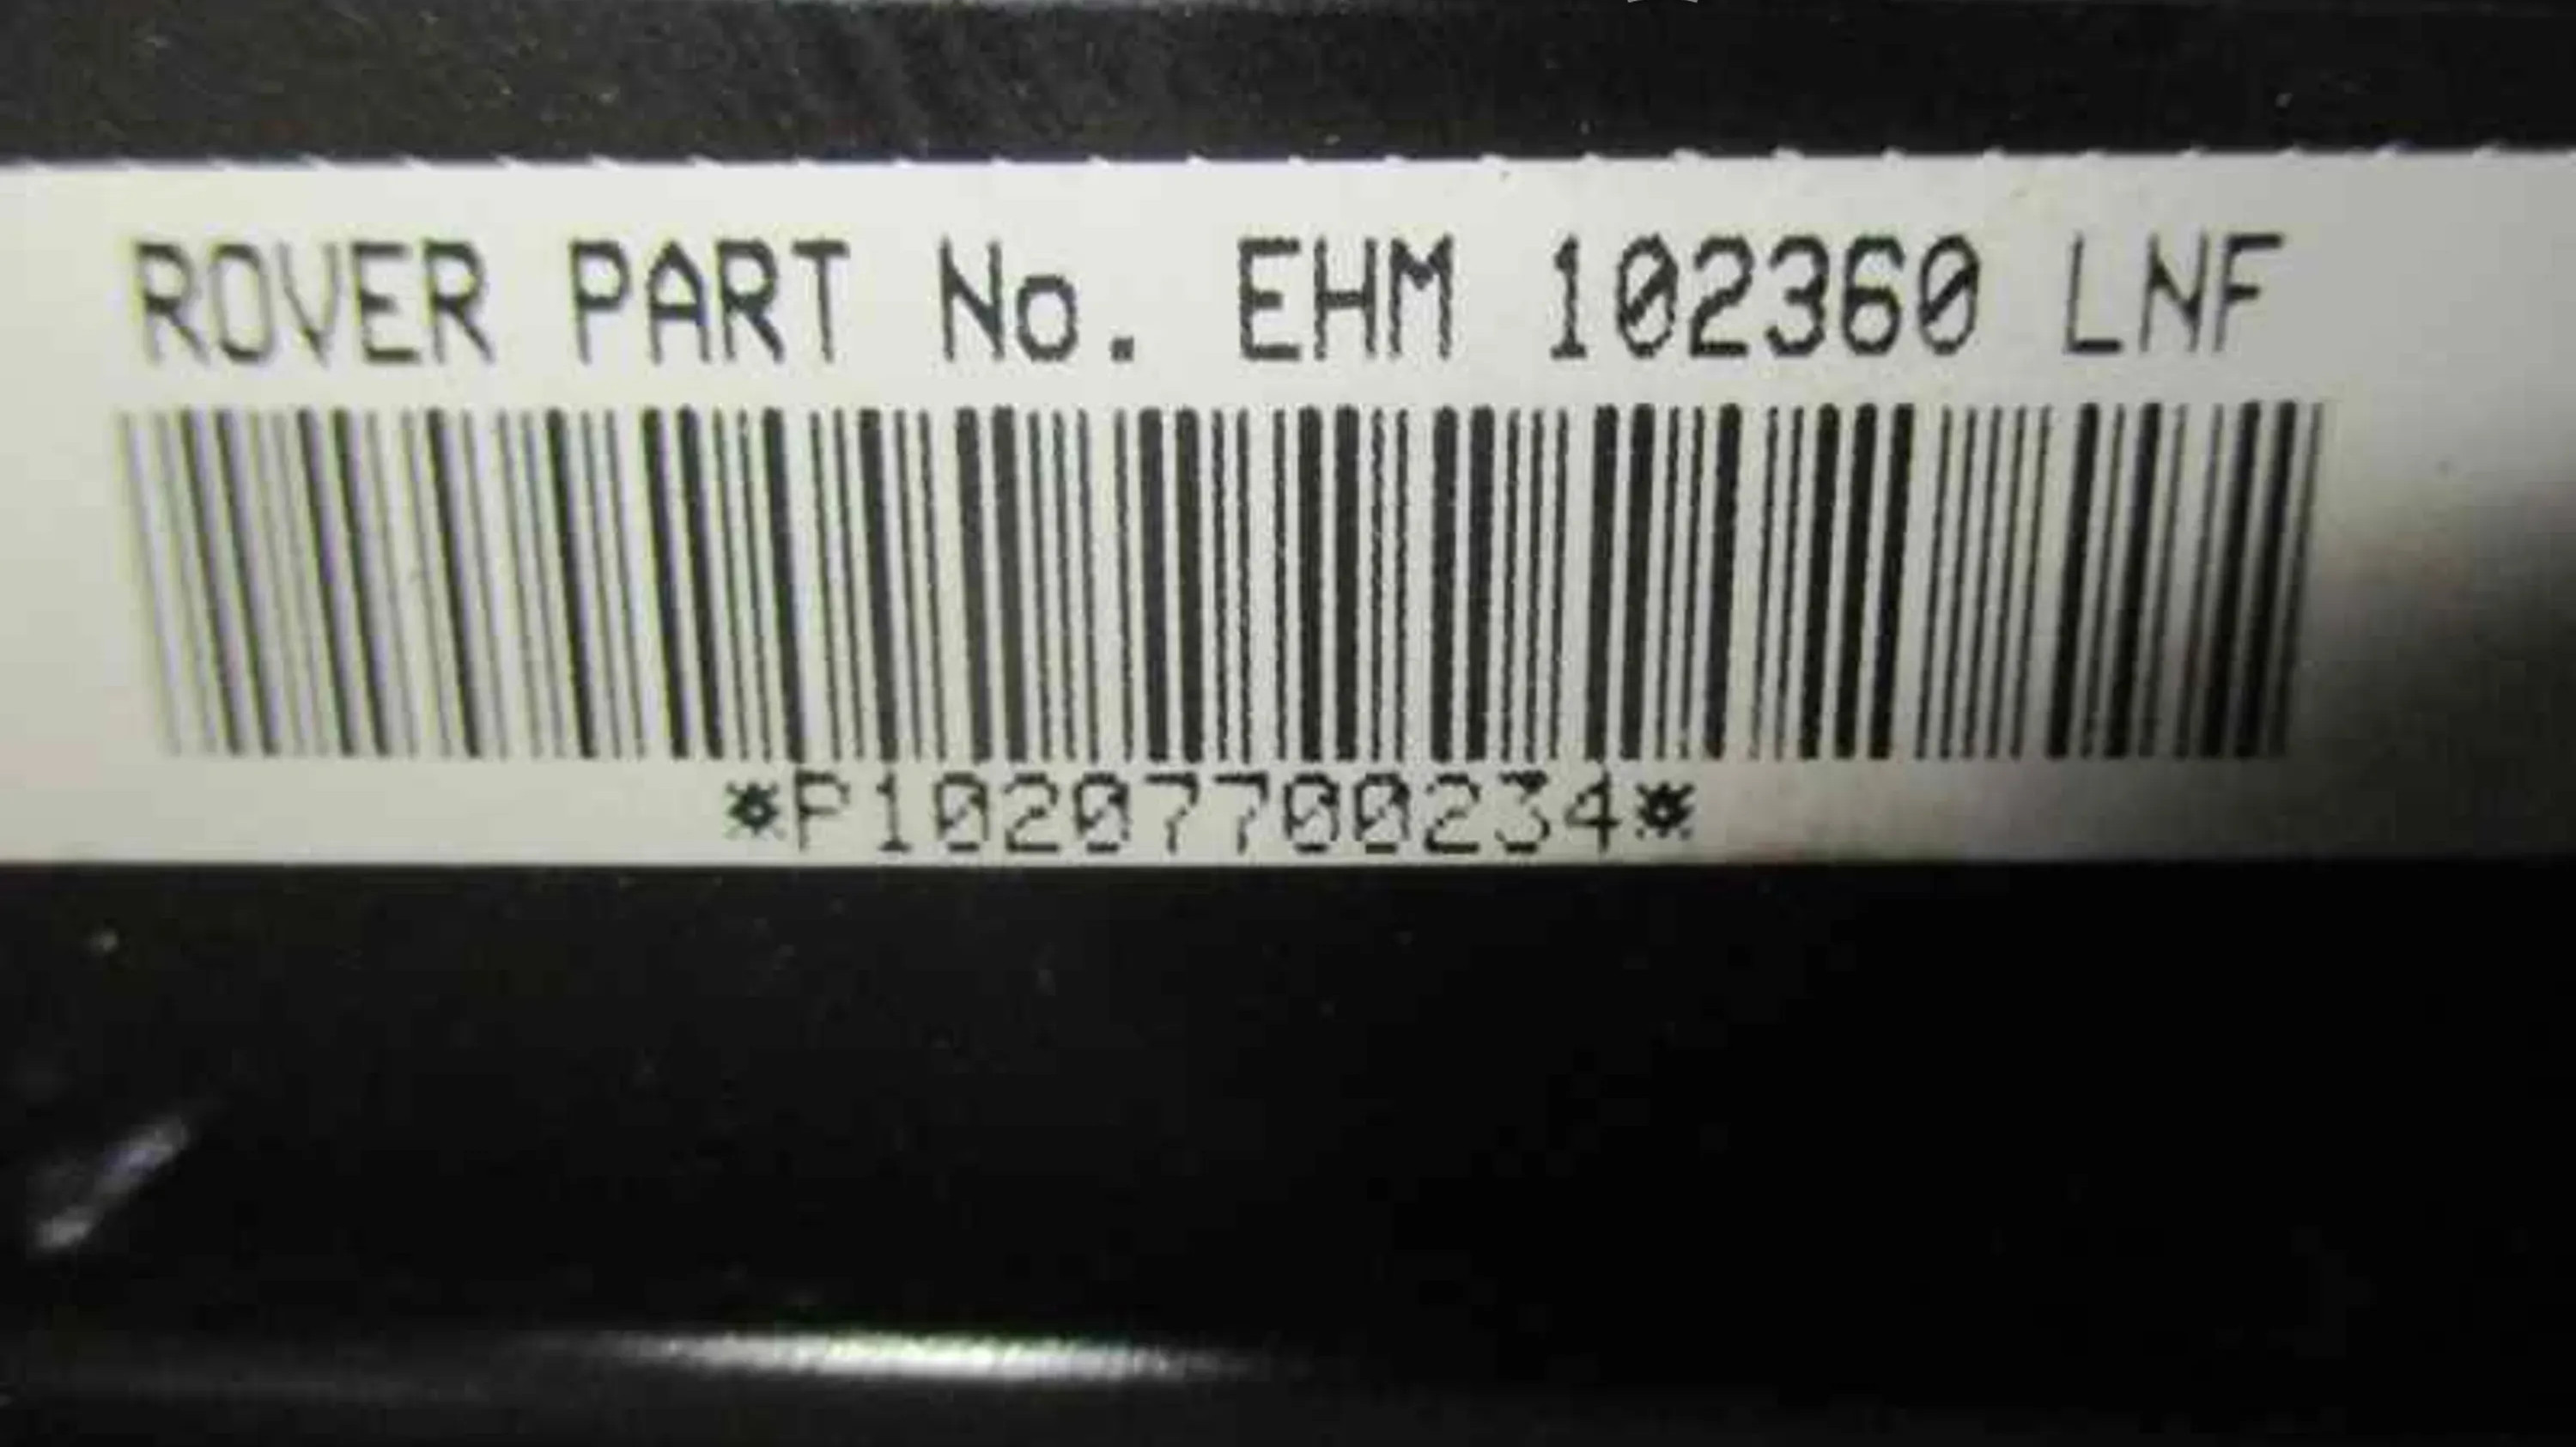 ROVER PART No. EHM 102360 LNF
*P10207700234*